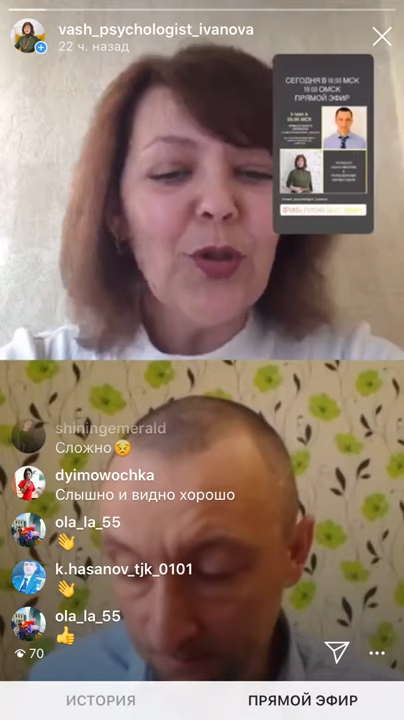 vash_psychologist_ivanova
22 ч. назад
СЕГОДНЯ В 16:00 МСК
19:00 ОМСК
ПРЯМОЙ ЭФИР
shiningemerald
Сложно😟
dyimowochka
Слышно и видно хорошо
ola_la_55
👋
k.hasanov_tjk_0101
👋
ola_la_55
👍
70
ИСТОРИЯ
ПРЯМОЙ ЭФИР